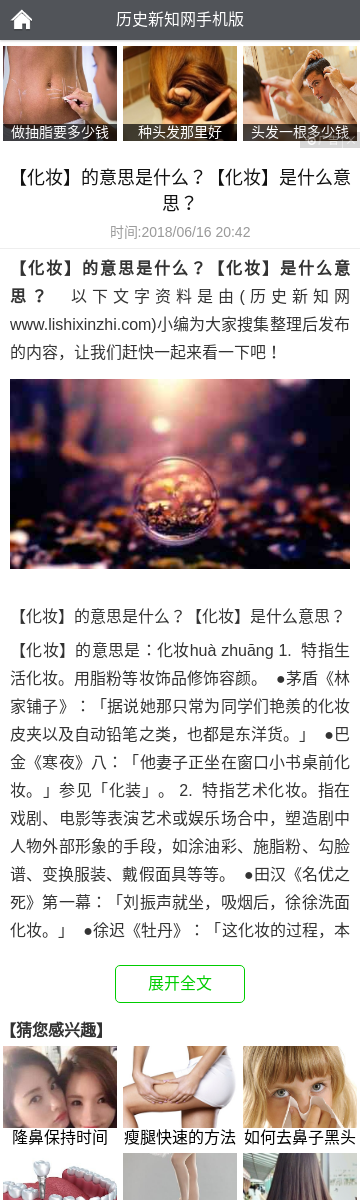 历史新知网手机版
做抽脂要多少钱 种头发那里好 头发一根多少钱
【化妆】的意思是什么？【化妆】是什么意
思？
时间:2018/06/16 20:42
【化妆】的意思是什么？【化妆】是什么意
思？ 以下文字资料是由(历史新知网
www.lishixinzhi.com)小编为大家搜集整理后发布
的内容，让我们赶快一起来看一下吧！
【化妆】的意思是什么？【化妆】是什么意思？
【化妆】的意思是：化妆huà zhuāng 1. 特指生
活化妆。用脂粉等妆饰品修饰容颜。 ●茅盾《林
家铺子》：「据说她那只常为同学们艳羡的化妆
皮夹以及自动铅笔之类，也都是东洋货。」 ●巴
金《寒夜》八：「他妻子正坐在窗口小书桌前化
妆。」参见「化装」。 2. 特指艺术化妆。指在
戏剧、电影等表演艺术或娱乐场合中，塑造剧中
人物外部形象的手段，如涂油彩、施脂粉、勾脸
谱、变换服装、戴假面具等等。 ●田汉《名优之
死》第一幕：「刘振声就坐，吸烟后，徐徐洗面
化妆。」 ●徐迟《牡丹》：「这化妆的过程，本
展开全文
【猜您感兴趣】
隆鼻保持时间 瘦腿快速的方法 如何去鼻子黑头